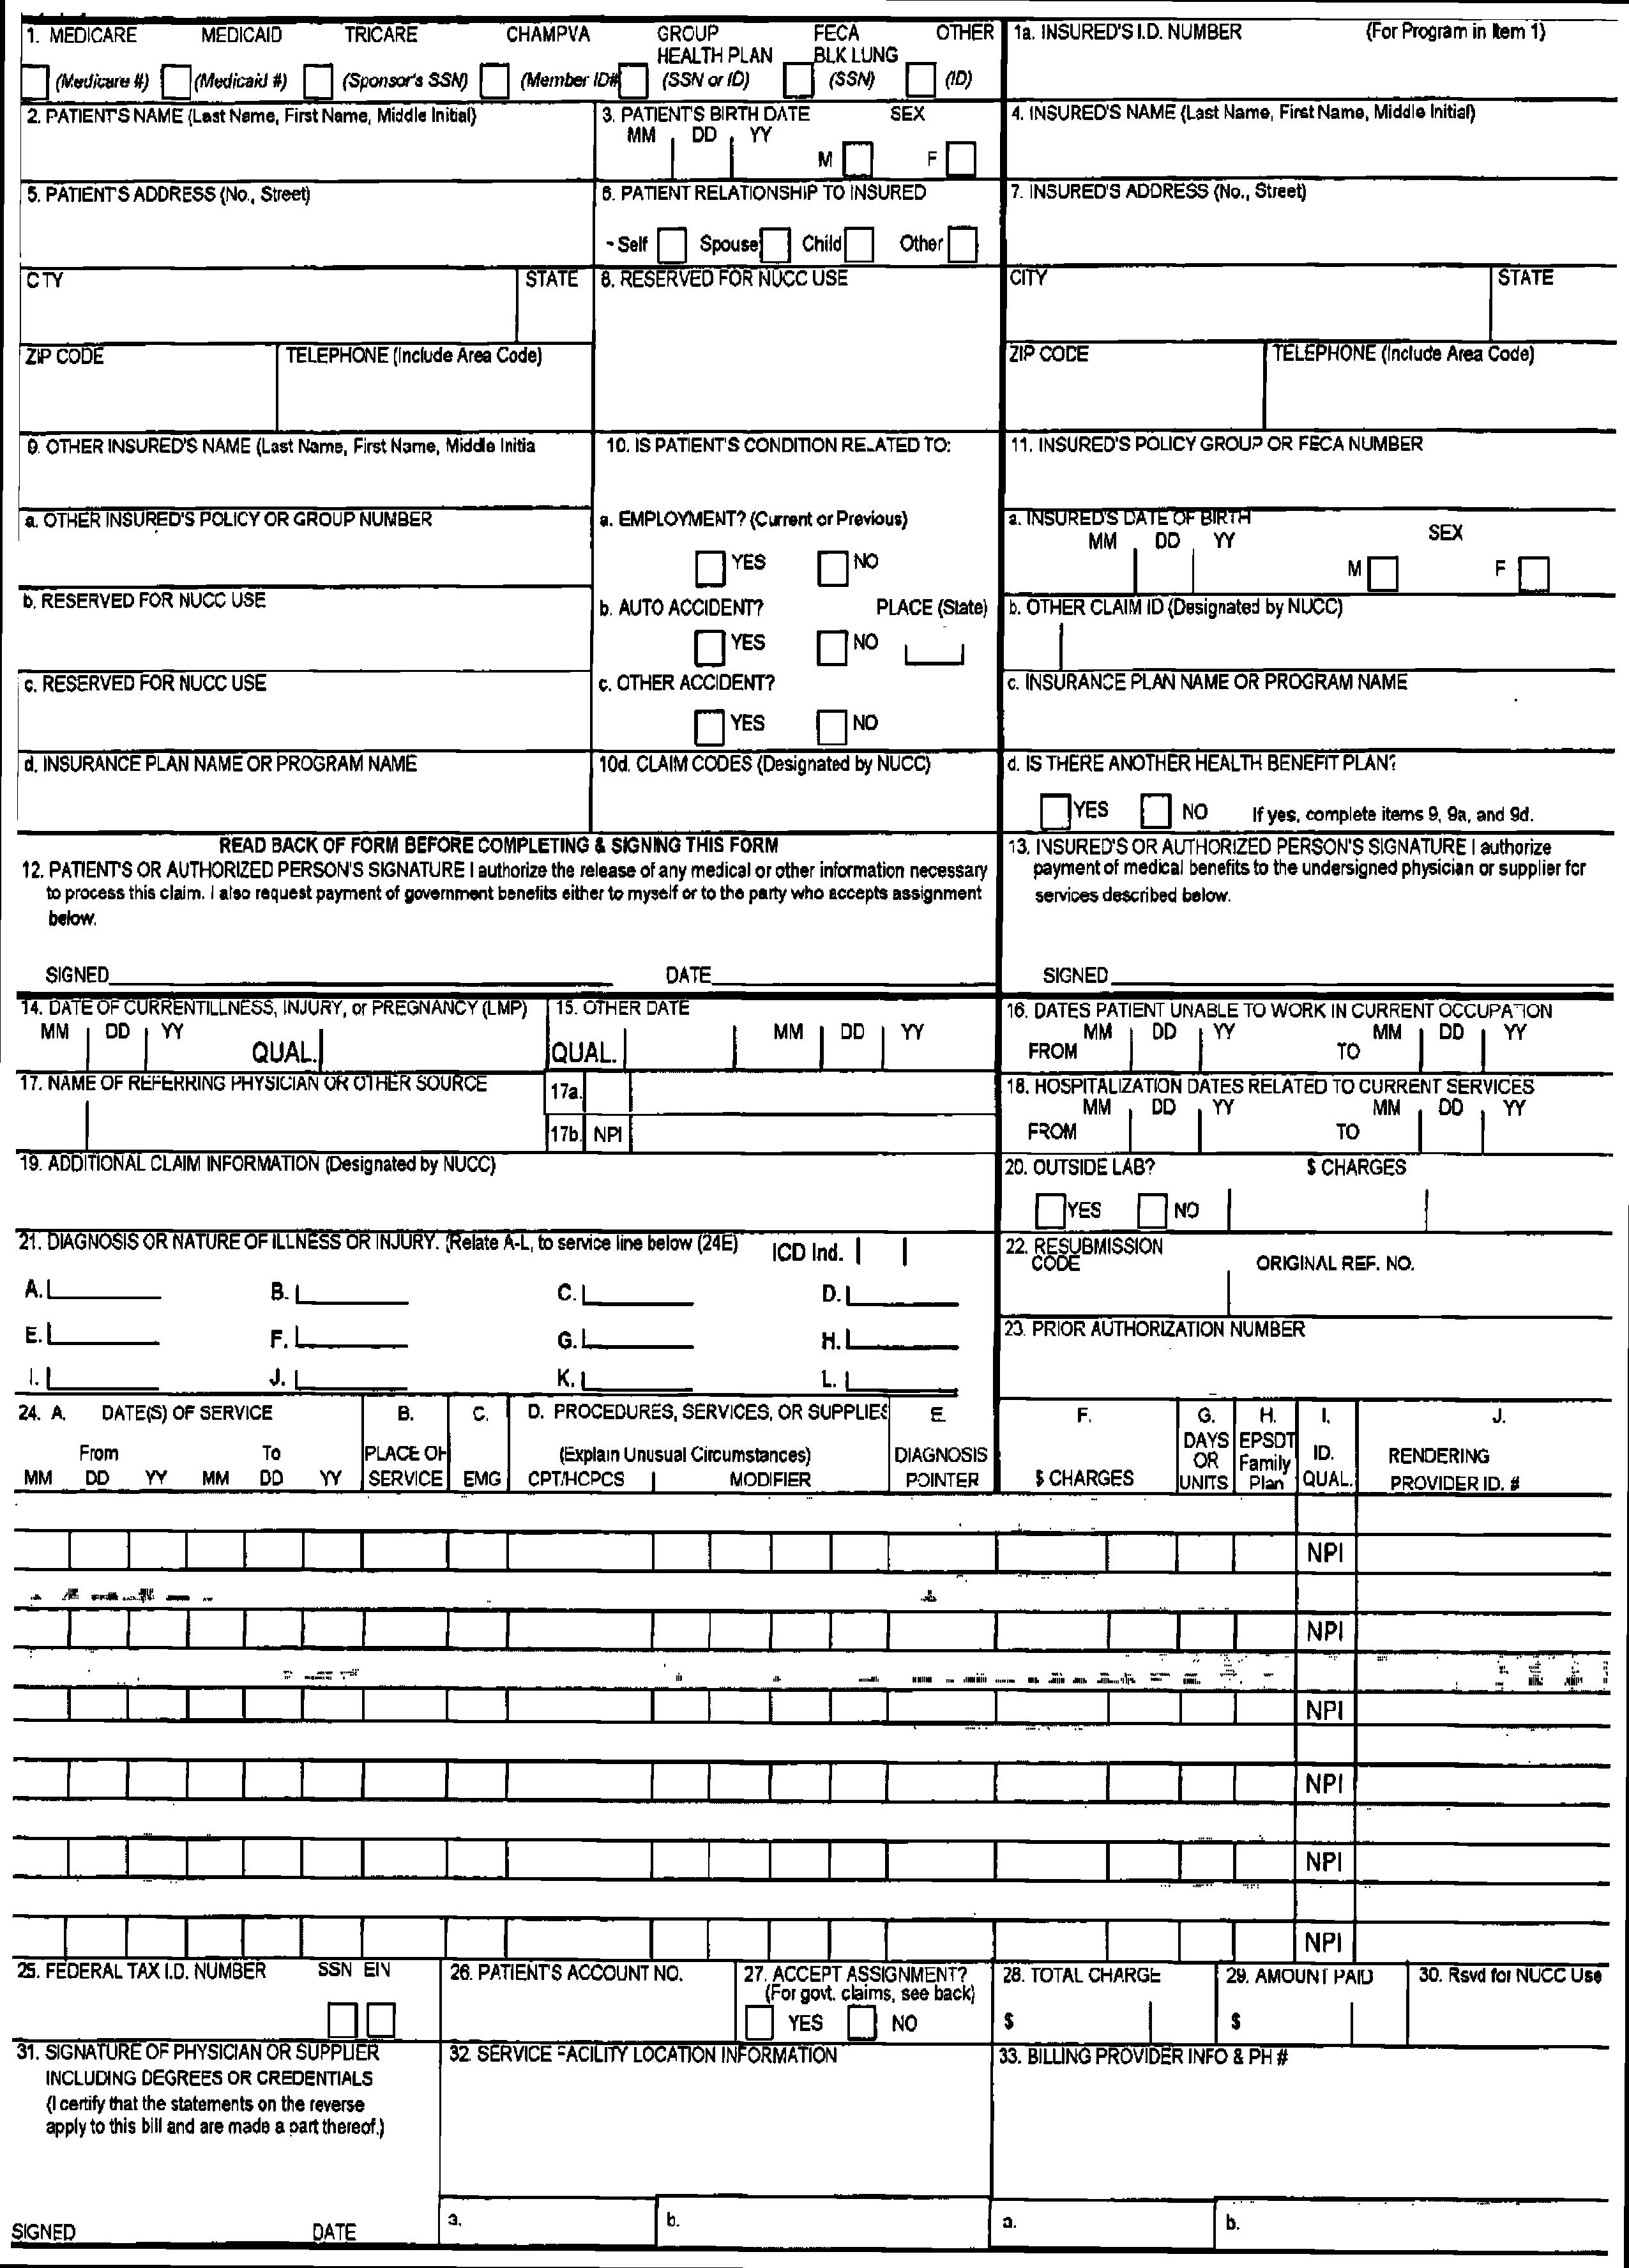 1. MEDICARE MEDICAID TRICARE CHAMPVA GROUP HEALTH PLAN FECA BLK LUNG OTHER
(Medicare #) (Medicaid #) (Sponsor's SSN) (Member ID# (SSN or ID) (SSN) (ID)
1a. INSURED'S I.D. NUMBER (For Program in Item 1)
2. PATIENT'S NAME (Last Name, First Name, Middle Initial)
3. PATIENT'S BIRTH DATE SEX
MM DD YY M F
4. INSURED'S NAME (Last Name, First Name, Middle Initial)
5. PATIENT'S ADDRESS (No., Street)
6. PATIENT RELATIONSHIP TO INSURED
Self Spouse Child Other
7. INSURED'S ADDRESS (No., Street)
C TY STATE
8. RESERVED FOR NUCC USE
CITY STATE
ZIP CODE TELEPHONE (Include Area Code)
ZIP CODE TELEPHONE (Include Area Code)
9. OTHER INSURED'S NAME (Last Name, First Name, Middle Initia
10. IS PATIENT'S CONDITION RELATED TO:
11. INSURED'S POLICY GROUP OR FECA NUMBER
a. OTHER INSURED'S POLICY OR GROUP NUMBER
a. EMPLOYMENT? (Current or Previous)
YES NO
a. INSURED'S DATE OF BIRTH SEX
MM DD YY M F
b. RESERVED FOR NUCC USE
b. AUTO ACCIDENT? PLACE (State)
YES NO
b. OTHER CLAIM ID (Designated by NUCC)
c. RESERVED FOR NUCC USE
c. OTHER ACCIDENT?
YES NO
c. INSURANCE PLAN NAME OR PROGRAM NAME
d. INSURANCE PLAN NAME OR PROGRAM NAME
10d. CLAIM CODES (Designated by NUCC)
d. IS THERE ANOTHER HEALTH BENEFIT PLAN?
YES NO If yes, complete items 9, 9a, and 9d.
READ BACK OF FORM BEFORE COMPLETING & SIGNING THIS FORM
12. PATIENT'S OR AUTHORIZED PERSON'S SIGNATURE I authorize the release of any medical or other information necessary
to process this claim. I also request payment of government benefits either to myself or to the party who accepts assignment
below.
SIGNED DATE
13. INSURED'S OR AUTHORIZED PERSON'S SIGNATURE I authorize
payment of medical benefits to the undersigned physician or supplier for
services described below.
SIGNED
14. DATE OF CURRENTILLNESS, INJURY, or PREGNANCY (LMP)
MM DD YY QUAL.
15. OTHER DATE
QUAL. MM DD YY
16. DATES PATIENT UNABLE TO WORK IN CURRENT OCCUPATION
MM DD YY MM DD YY
FROM TO
17. NAME OF REFERRING PHYSICIAN OR OTHER SOURCE
17a.
17b. NPI
18. HOSPITALIZATION DATES RELATED TO CURRENT SERVICES
MM DD YY MM DD YY
FROM TO
19. ADDITIONAL CLAIM INFORMATION (Designated by NUCC)
20. OUTSIDE LAB? $ CHARGES
YES NO
21. DIAGNOSIS OR NATURE OF ILLNESS OR INJURY. (Relate A-L, to service line below (24E) ICD Ind.
A. B. C. D.
E. F. G. H.
I. J. K. L.
22. RESUBMISSION
CODE ORIGINAL REF. NO.
23. PRIOR AUTHORIZATION NUMBER
24. A. DATE(S) OF SERVICE B. C. D. PROCEDURES, SERVICES, OR SUPPLIES E. F. G. H. I. J.
From To PLACE OF (Explain Unusual Circumstances) DIAGNOSIS DAYS OR EPSDT Family ID. RENDERING
MM DD YY MM DD YY SERVICE EMG CPT/HCPCS MODIFIER POINTER $ CHARGES UNITS Plan QUAL. PROVIDER ID. #
NPI
NPI
NPI
NPI
NPI
NPI
25. FEDERAL TAX I.D. NUMBER SSN EIN
26. PATIENT'S ACCOUNT NO.
27. ACCEPT ASSIGNMENT?
(For govt. claims, see back)
YES NO
28. TOTAL CHARGE
$
29. AMOUNT PAID
$
30. Rsvd for NUCC Use
31. SIGNATURE OF PHYSICIAN OR SUPPLIER
INCLUDING DEGREES OR CREDENTIALS
(I certify that the statements on the reverse
apply to this bill and are made a part thereof.)
SIGNED DATE
32. SERVICE FACILITY LOCATION INFORMATION
a. b.
33. BILLING PROVIDER INFO & PH #
a. b.